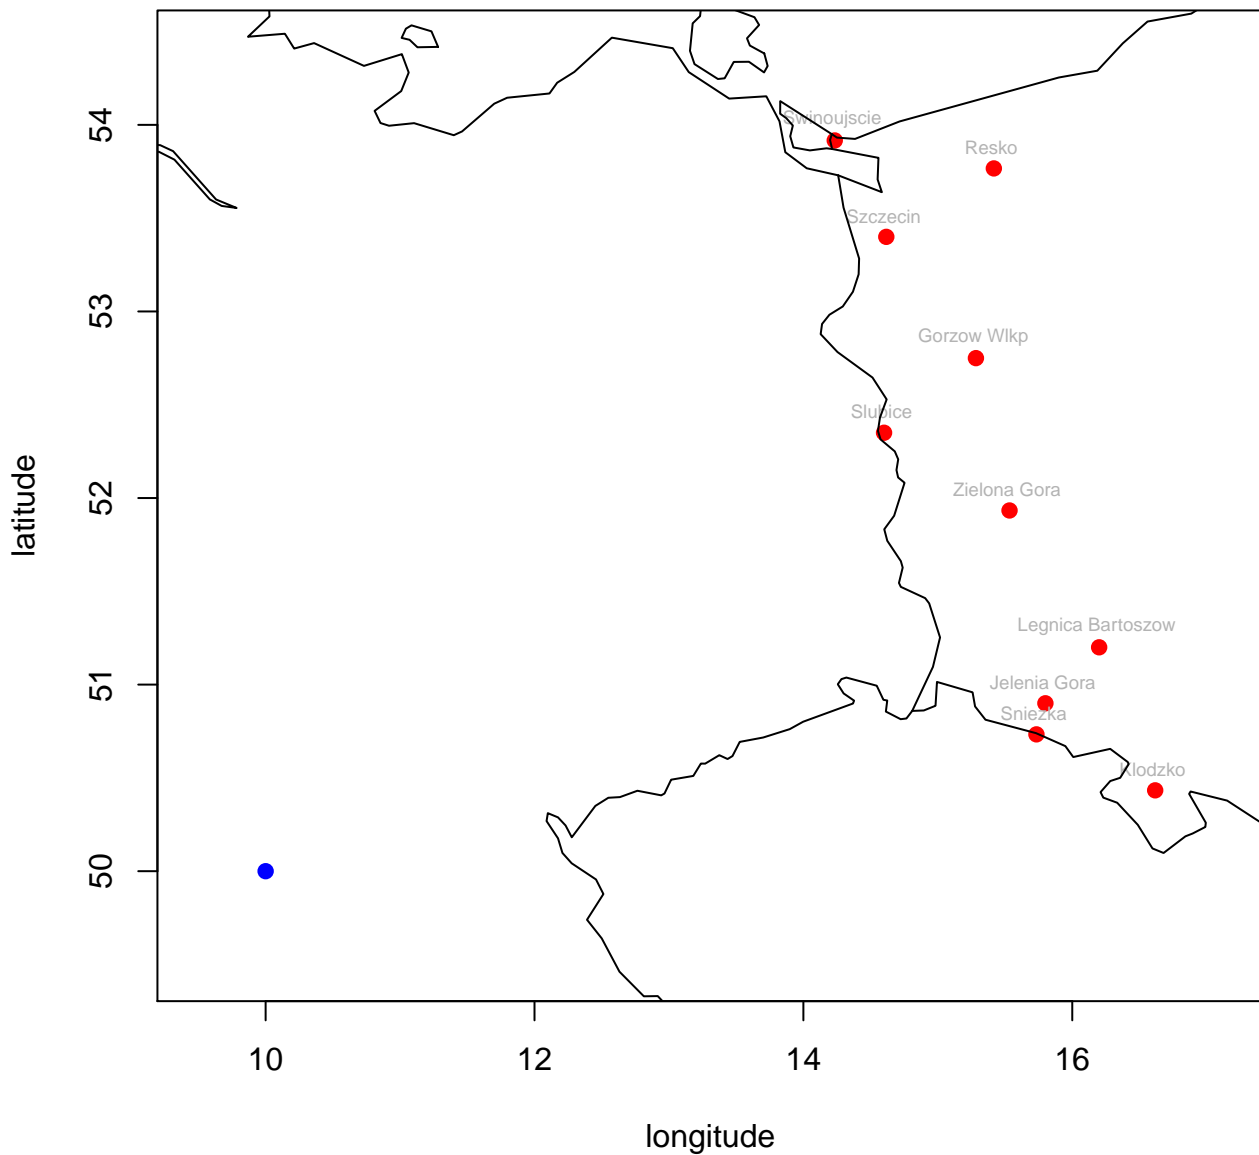 54
Swinoujscie
Resko
Szczecin
53
Gorzow Wlkp
Slubice
52
Zielona Gora
latitude
Legnica Bartoszow
51
Jelenia Gora
Sniezka
Klodzko
50
10
12
14
16
longitude